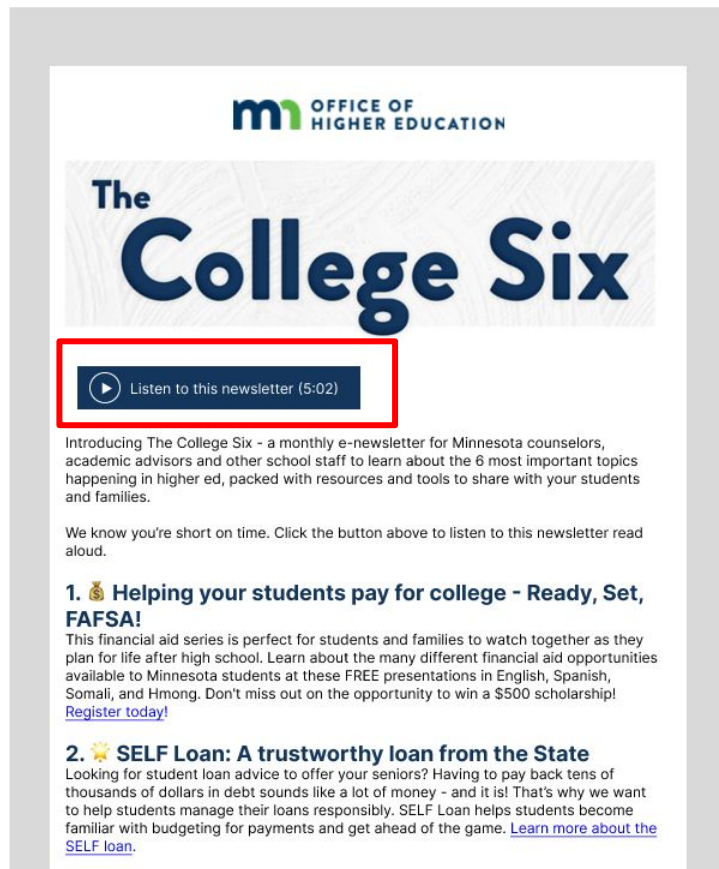 mn OFFICE OF
HIGHER EDUCATION
The
College Six
Listen to this newsletter (5:02)
Introducing The College Six - a monthly e-newsletter for Minnesota counselors,
academic advisors and other school staff to learn about the 6 most important topics
happening in higher ed, packed with resources and tools to share with your students
and families.
We know you're short on time. Click the button above to listen to this newsletter read
aloud.
1. 💰 Helping your students pay for college - Ready, Set,
FAFSA!
This financial aid series is perfect for students and families to watch together as they
plan for life after high school. Learn about the many different financial aid opportunities
available to Minnesota students at these FREE presentations in English, Spanish,
Somali, and Hmong. Don't miss out on the opportunity to win a $500 scholarship!
Register today!
2. 🌟 SELF Loan: A trustworthy loan from the State
Looking for student loan advice to offer your seniors? Having to pay back tens of
thousands of dollars in debt sounds like a lot of money - and it is! That's why we want
to help students manage their loans responsibly. SELF Loan helps students become
familiar with budgeting for payments and get ahead of the game. Learn more about the
SELF loan.